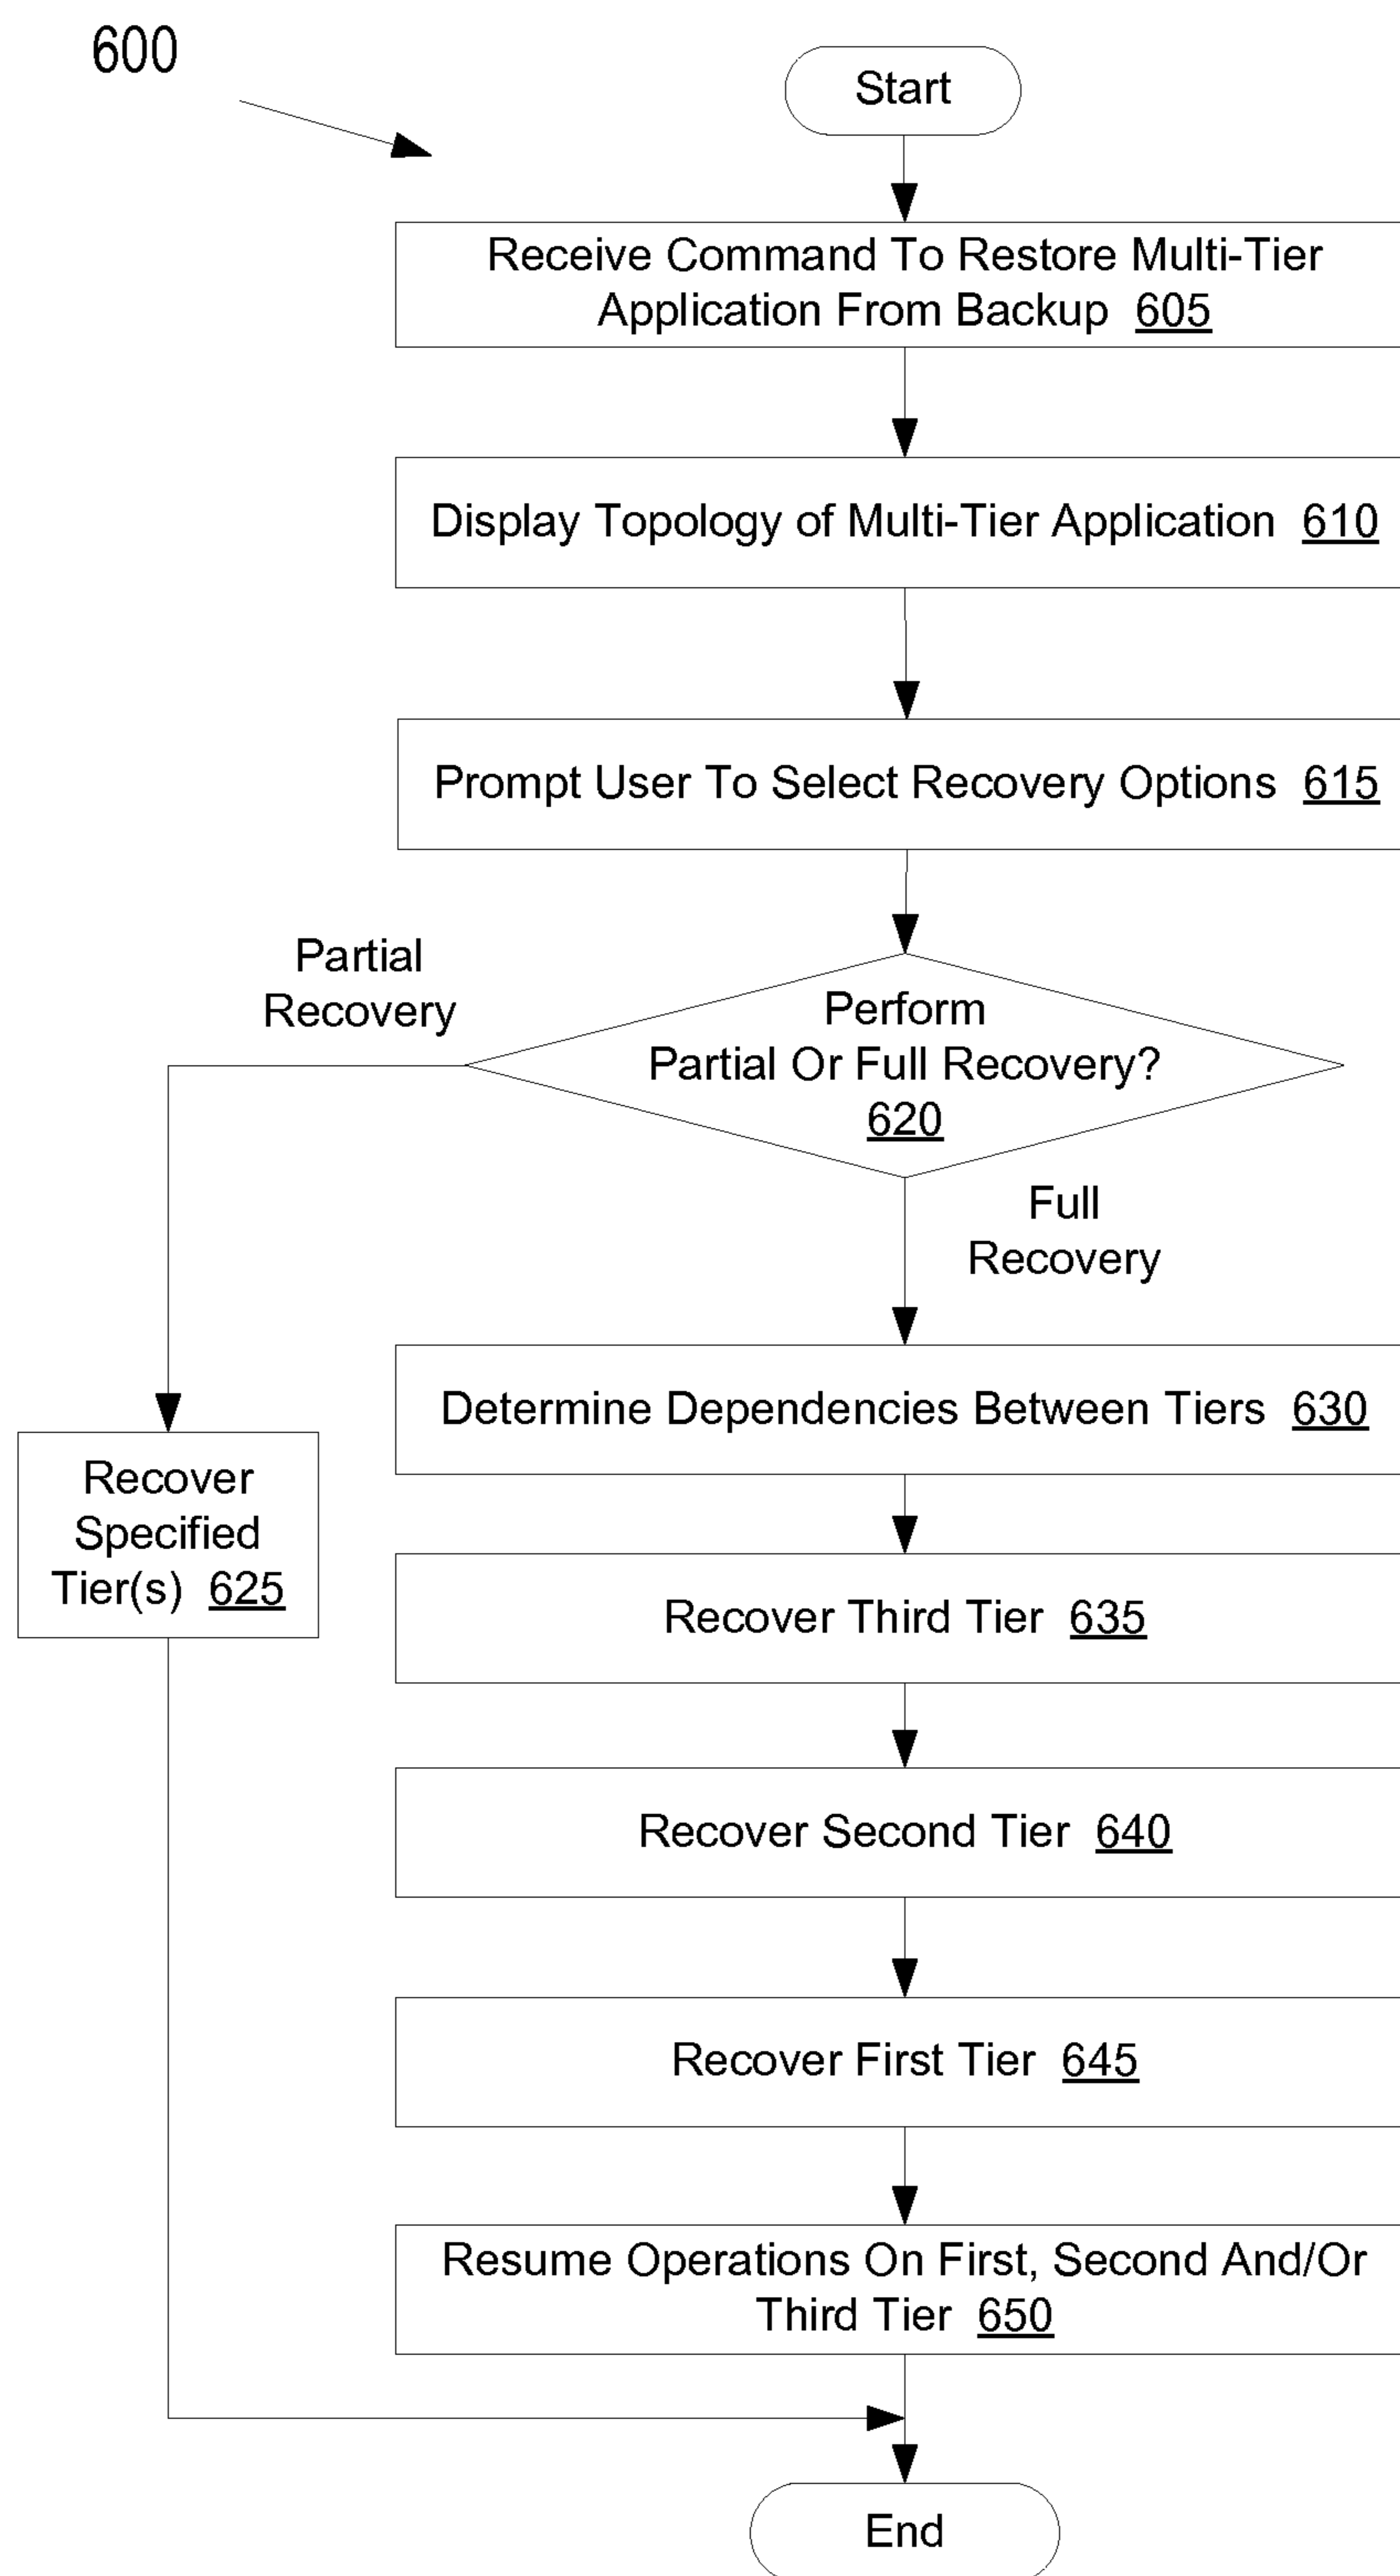 600
Start
Receive Command To Restore Multi-Tier
Application From Backup 605
Display Topology of Multi-Tier Application 610
Prompt User To Select Recovery Options 615
Partial
Recovery
Perform
Partial Or Full Recovery?
620
Full
Recovery
Determine Dependencies Between Tiers 630
Recover
Specified
Tier(s) 625
Recover Third Tier 635
Recover Second Tier 640
Recover First Tier 645
Resume Operations On First, Second And/Or
Third Tier 650
End